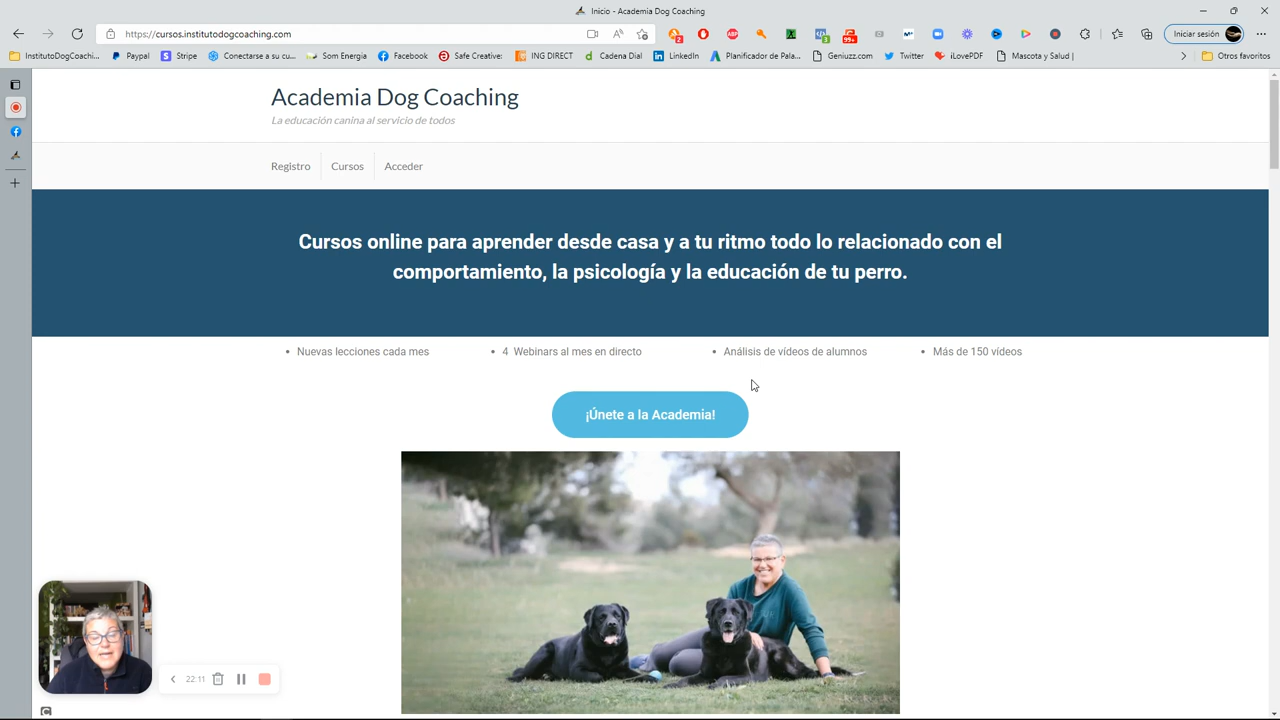 Inicio - Academia Dog Coaching
https://cursos.institutodogcoaching.com
Iniciar sesión
InstitutoDogCoachi... Paypal Stripe Conectarse a su cu... Som Energia Facebook Safe Creative: ING DIRECT Cadena Dial LinkedIn Planificador de Pala... Geniuzz.com Twitter iLovePDF Mascota y Salud | Otros favoritos
Academia Dog Coaching
La educación canina al servicio de todos
Registro Cursos Acceder
Cursos online para aprender desde casa y a tu ritmo todo lo relacionado con el
comportamiento, la psicología y la educación de tu perro.
• Nuevas lecciones cada mes • 4 Webinars al mes en directo • Análisis de vídeos de alumnos • Más de 150 vídeos
¡Únete a la Academia!
22:11